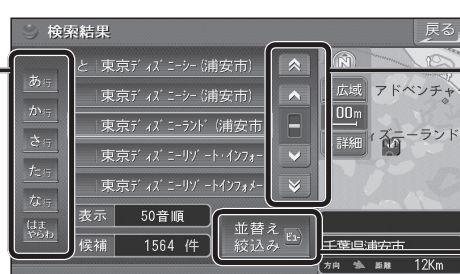 検索結果
戻る
あ行
か行
さ行
た行
な行
はま
やらわ
と 東京ディズニーシー(浦安市)
東京ディズニーシー(浦安市)
東京ディズニーランド(浦安市
東京ディズニーリゾート・インフォー
東京ディズニーリゾートインフォメー
表示 50音順
候補 1564 件
並替え
絞込み ビュー
広域
00m
詳細
アドベンチャ
ィズニーランド
千葉県浦安市
方向 距離 12Km